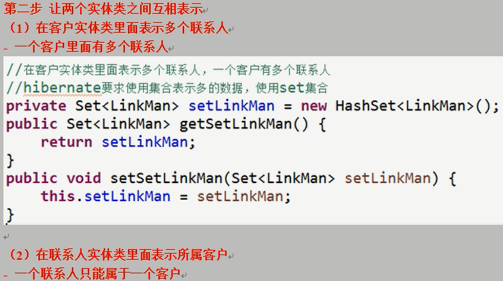 第二步 让两个实体类之间互相表示
（1）在客户实体类里面表示多个联系人
- 一个客户里面有多个联系人
//在客户实体类里面表示多个联系人，一个客户有多个联系人
//hibernate要求使用集合表示多的数据，使用set集合
private Set<LinkMan> setLinkMan = new HashSet<LinkMan>();
public Set<LinkMan> getSetLinkMan() {
return setLinkMan;
}
public void setSetLinkMan(Set<LinkMan> setLinkMan) {
this.setLinkMan = setLinkMan;
}
（2）在联系人实体类里面表示所属客户
- 一个联系人只能属于一个客户